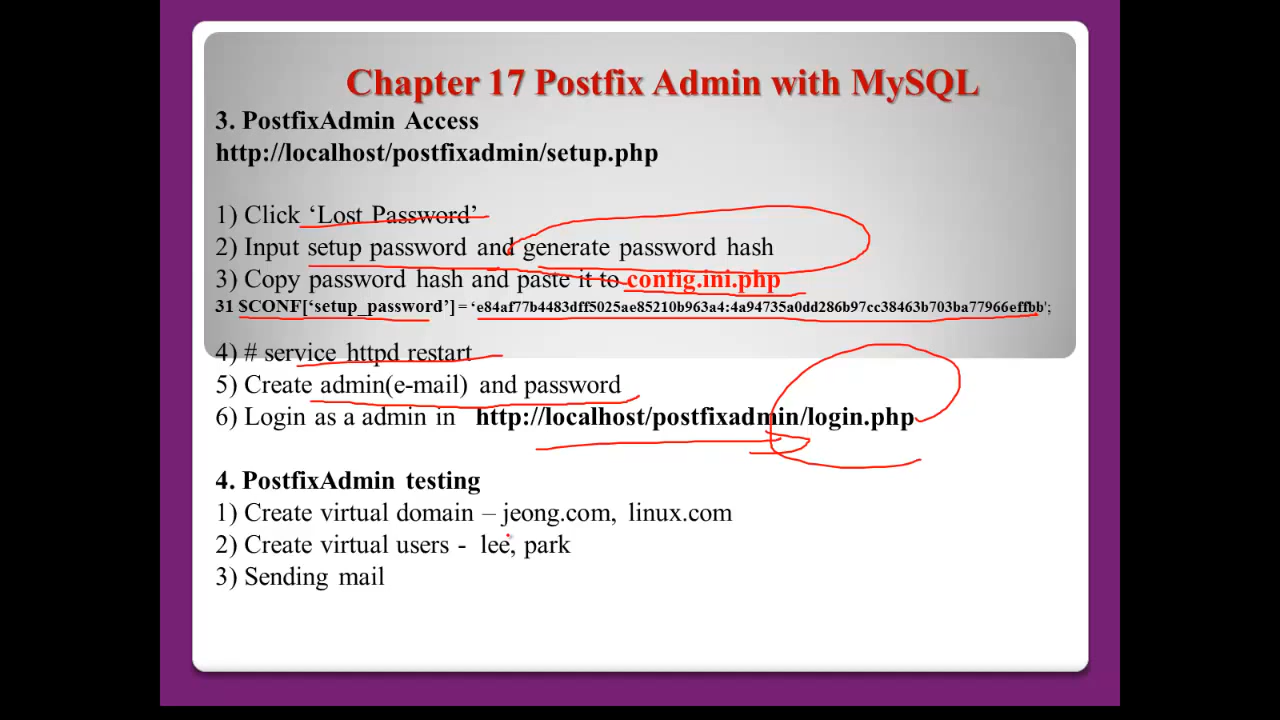 Chapter 17 Postfix Admin with MySQL
3. PostfixAdmin Access
http://localhost/postfixadmin/setup.php
1) Click ‘Lost Password’
2) Input setup password and generate password hash
3) Copy password hash and paste it to config.ini.php
31 $CONF[‘setup_password’] = ‘e84af77b4483dff5025ae85210b963a4:4a94735a0dd286b97cc38463b703ba77966effbb';
4) # service httpd restart
5) Create admin(e-mail) and password
6) Login as a admin in http://localhost/postfixadmin/login.php
4. PostfixAdmin testing
1) Create virtual domain – jeong.com, linux.com
2) Create virtual users - lee, park
3) Sending mail